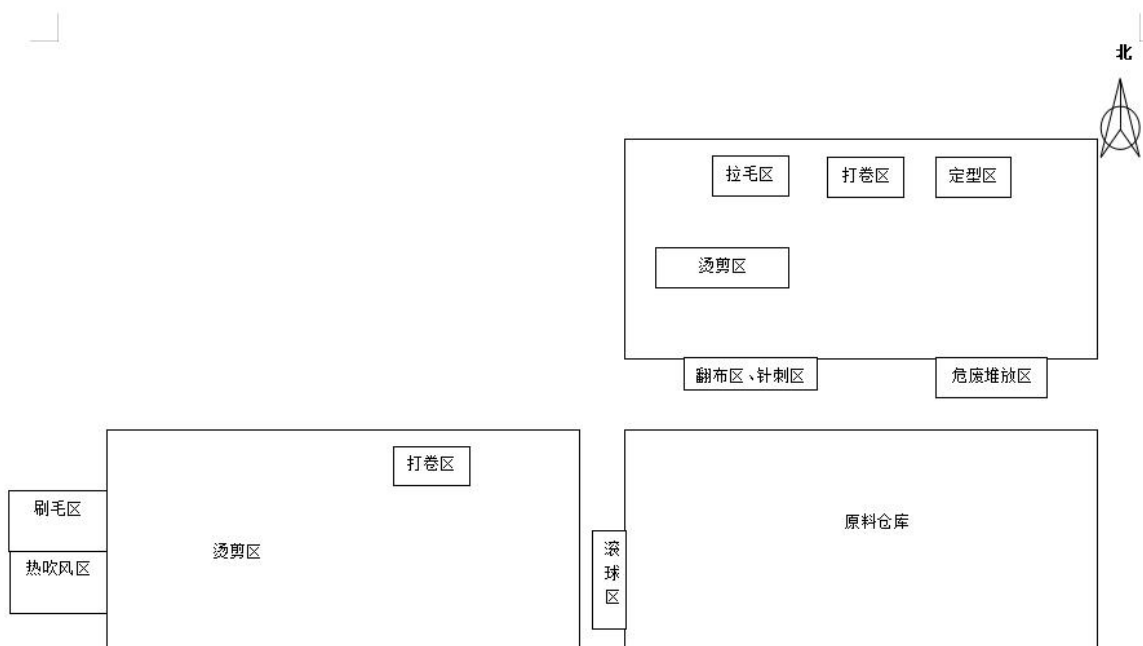 北
拉毛区
打卷区
定型区
烫剪区
翻布区、针刺区
危废堆放区
打卷区
刷毛区
烫剪区
热吹风区
滚球区
原料仓库